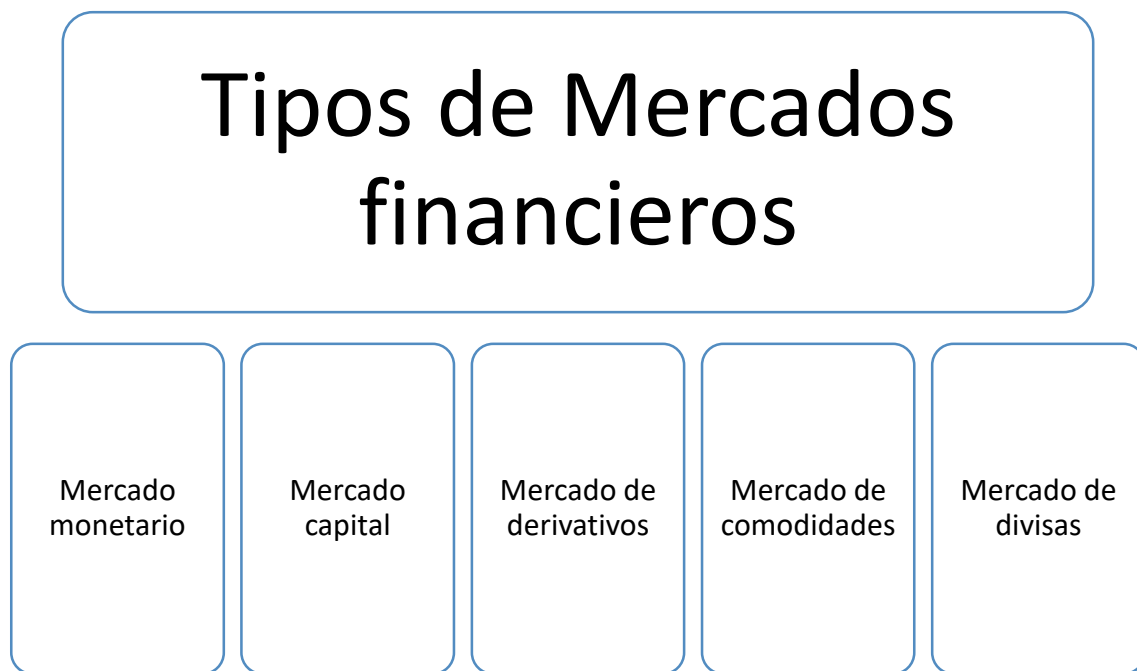 Tipos de Mercados
financieros
Mercado
monetario
Mercado
capital
Mercado de
derivativos
Mercado de
comodidades
Mercado de
divisas